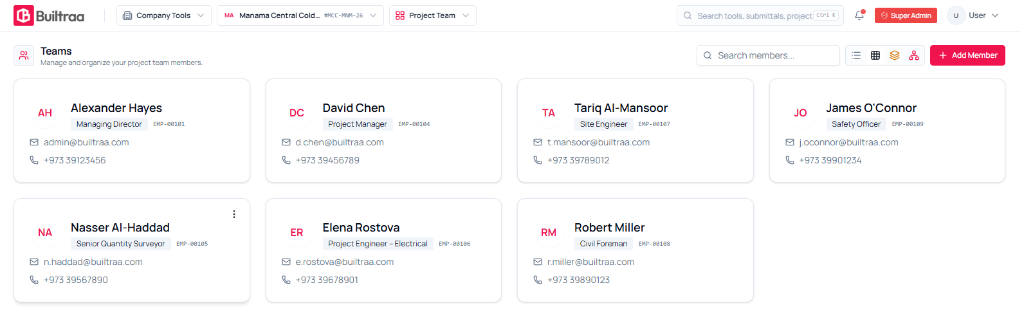 Builtraa Company Tools MA Manama Central Cold... #MCC-MNM-26 Project Team Search tools, submittals, project Ctrl K Super Admin U User
Teams
Manage and organize your project team members.
Search members...
Add Member
AH Alexander Hayes
Managing Director EMP-00101
admin@builtraa.com
+973 39123456
DC David Chen
Project Manager EMP-00104
d.chen@builtraa.com
+973 39456789
TA Tariq Al-Mansoor
Site Engineer EMP-00107
t.mansoor@builtraa.com
+973 39789012
JO James O'Connor
Safety Officer EMP-00109
j.oconnor@builtraa.com
+973 39901234
NA Nasser Al-Haddad
Senior Quantity Surveyor EMP-00105
n.haddad@builtraa.com
+973 39567890
ER Elena Rostova
Project Engineer – Electrical EMP-00106
e.rostova@builtraa.com
+973 39678901
RM Robert Miller
Civil Foreman EMP-00108
r.miller@builtraa.com
+973 39890123